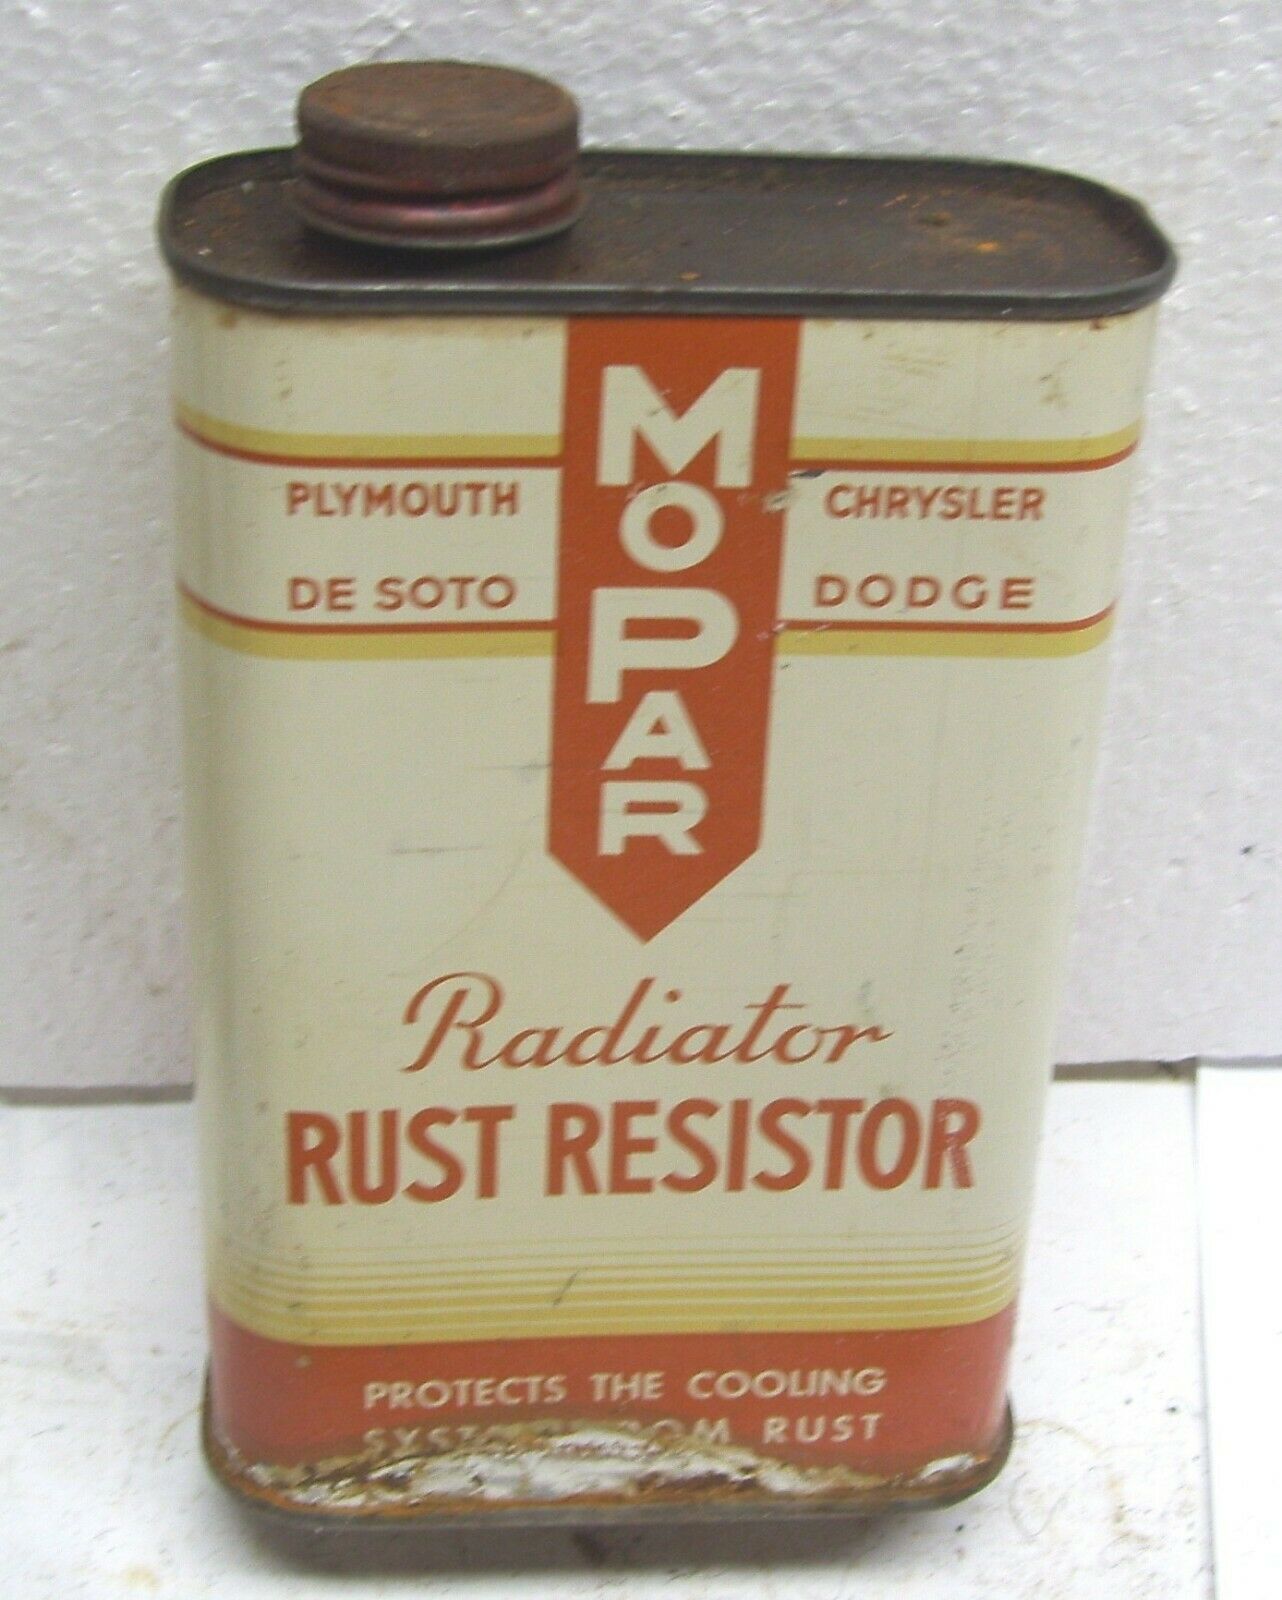 MOPAR
PLYMOUTH CHRYSLER
DE SOTO DODGE
Radiator
RUST RESISTOR
PROTECTS THE COOLING
RUST